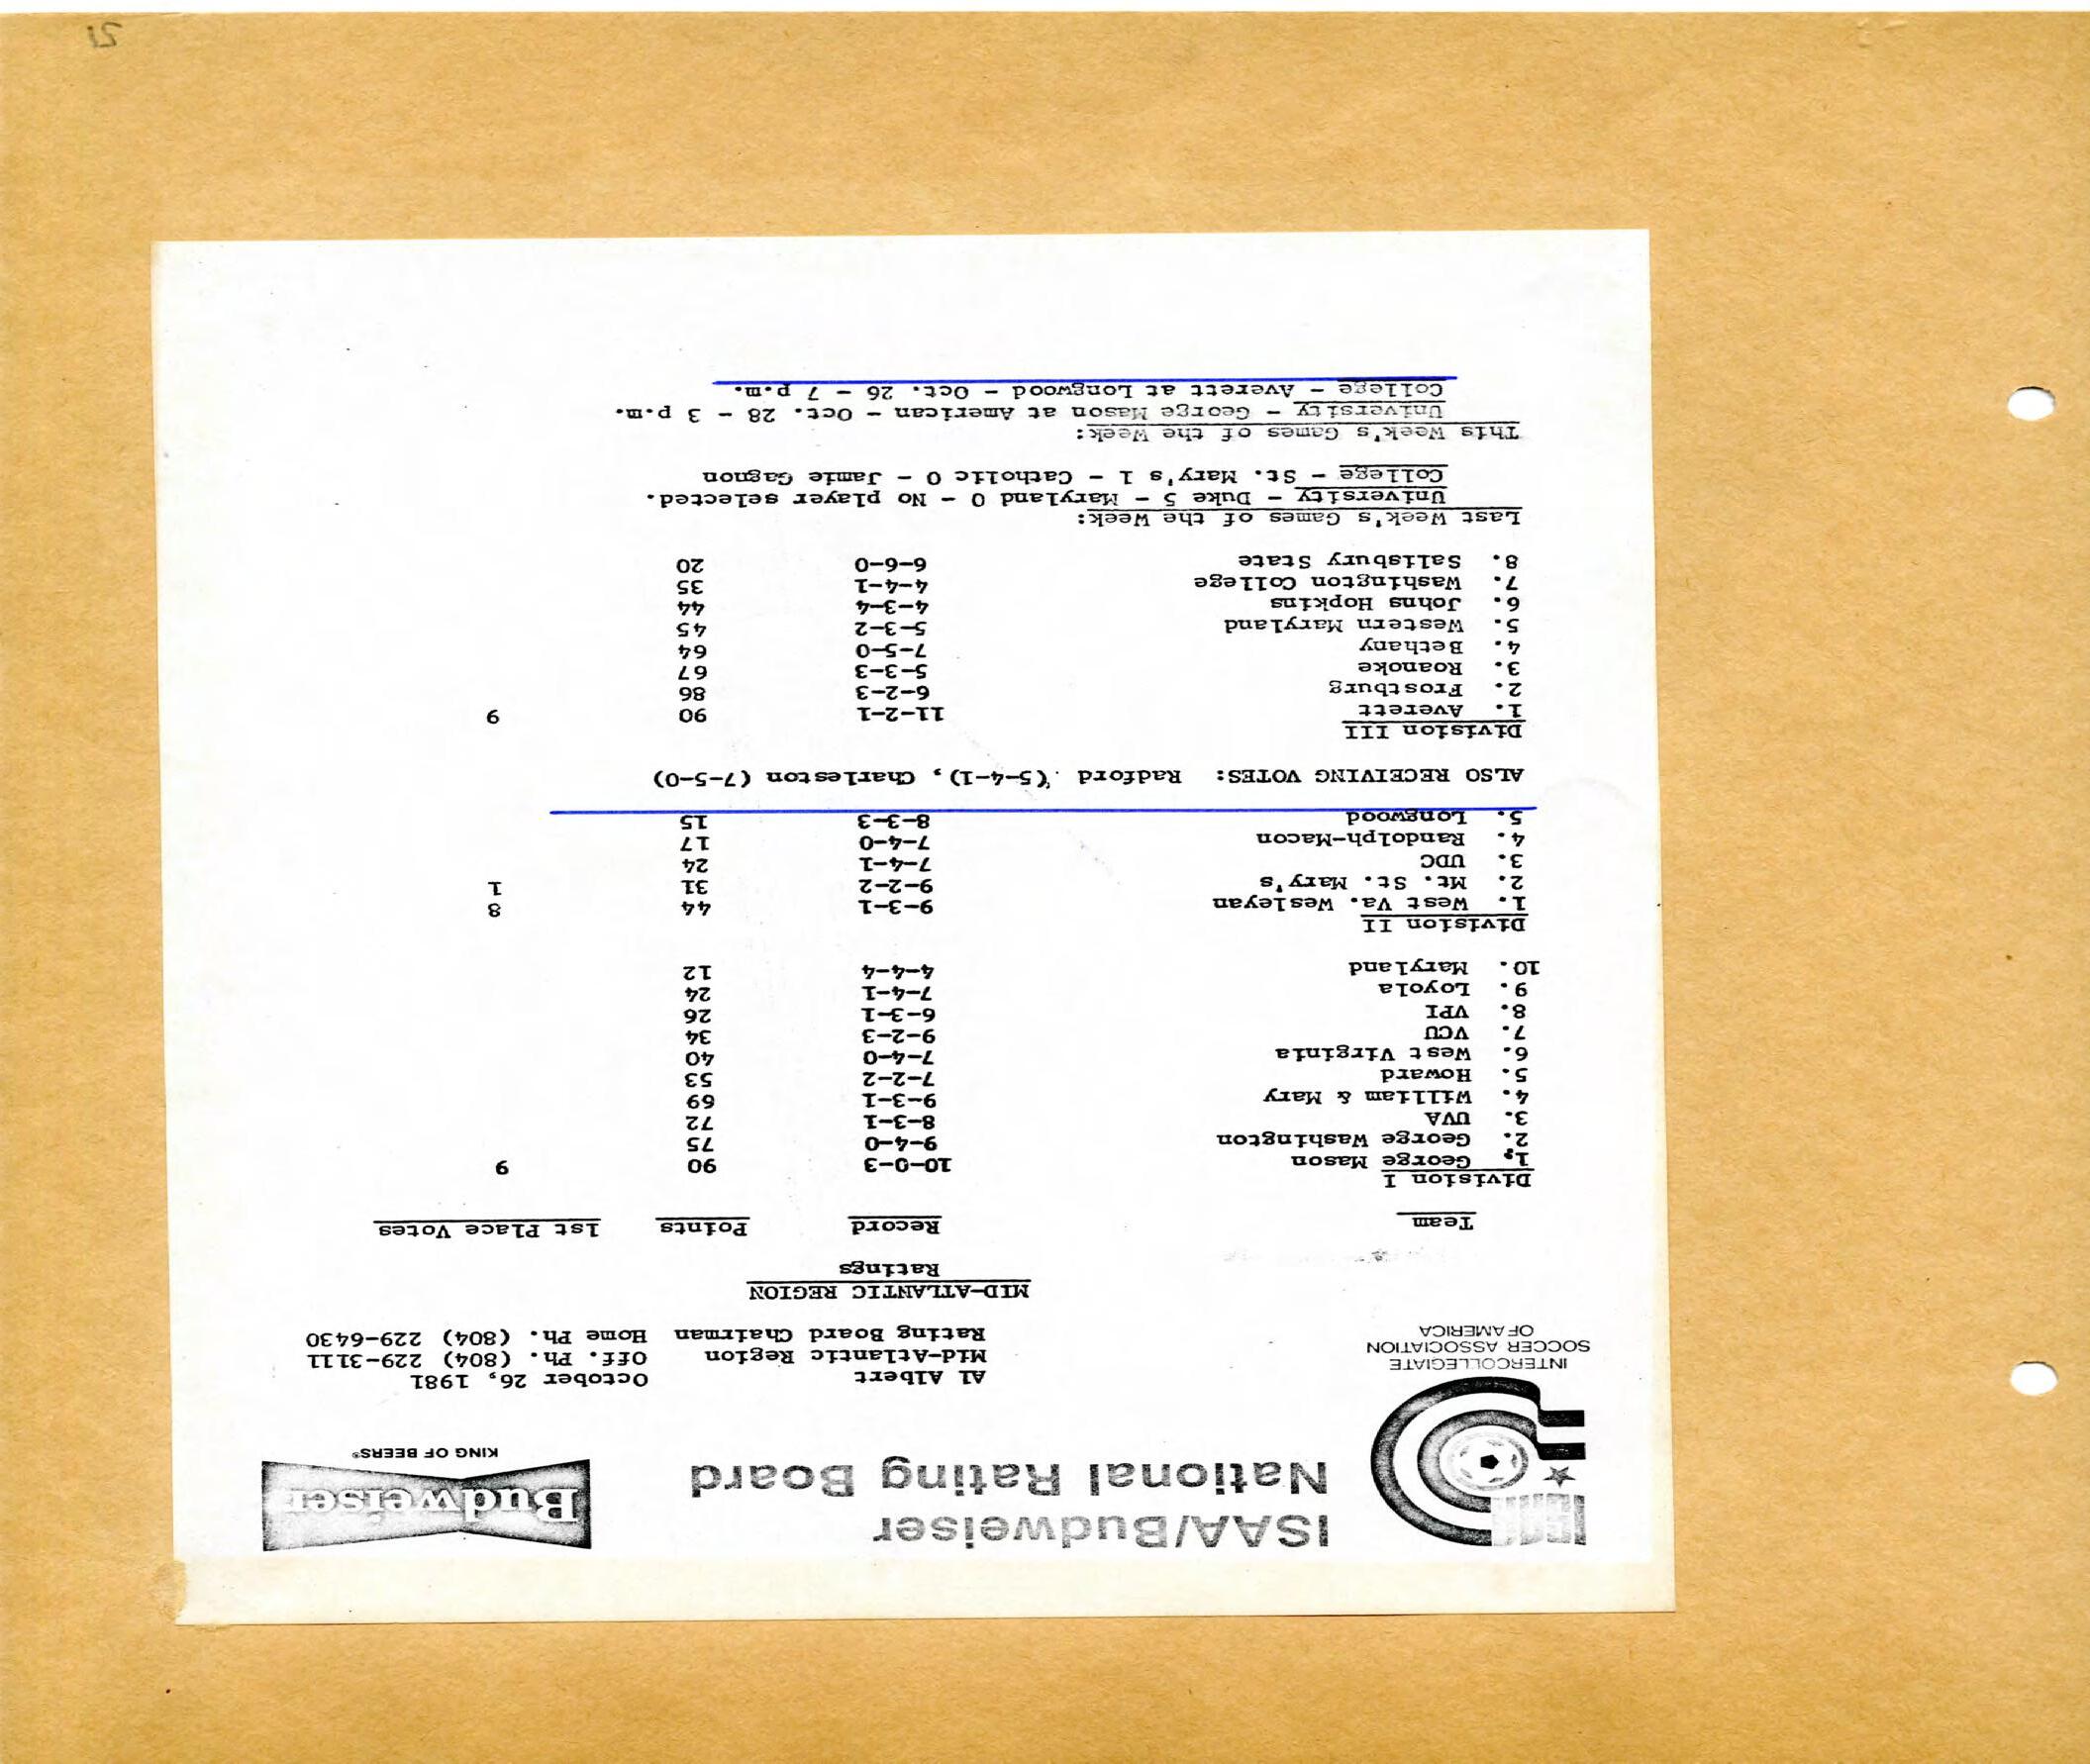 ISAA/Budweiser
National Rating Board
Budweiser
KING OF BEERS®
INTERCOLLEGIATE
SOCCER ASSOCIATION
OF AMERICA
Al Albert October 26, 1981
Mid-Atlantic Region Off. Ph. (804) 229-3111
Rating Board Chairman Home Ph. (804) 229-6430
MID-ATLANTIC REGION
Ratings
Team Record Points 1st Place Votes
Division I
1. George Mason 10-0-3 90 9
2. George Washington 9-4-0 75
3. UVA 8-3-1 72
4. William & Mary 9-3-1 69
5. Howard 7-2-2 53
6. West Virginia 7-4-0 40
7. VCU 9-2-3 34
8. VPI 6-3-1 26
9. Loyola 7-4-1 24
10. Maryland 4-4-4 12
Division II
1. West Va. Wesleyan 9-3-1 44 8
2. Mt. St. Mary's 9-2-2 31 1
3. UDC 7-4-1 24
4. Randolph-Macon 7-4-0 17
5. Longwood 8-3-3 15
ALSO RECEIVING VOTES: Radford (5-4-1), Charleston (7-5-0)
Division III
1. Averett 11-2-1 90 9
2. Frostburg 6-2-3 86
3. Roanoke 5-3-3 67
4. Bethany 7-5-0 64
5. Western Maryland 5-3-2 45
6. Johns Hopkins 4-3-4 44
7. Washington College 4-4-1 35
8. Salisbury State 6-6-0 20
Last Week's Games of the Week:
University - Duke 5 - Maryland 0 - No player selected.
College - St. Mary's 1 - Catholic 0 - Jamie Gagnon
This Week's Games of the Week:
University - George Mason at American - Oct. 28 - 3 p.m.
College - Averett at Longwood - Oct. 26 - 7 p.m.